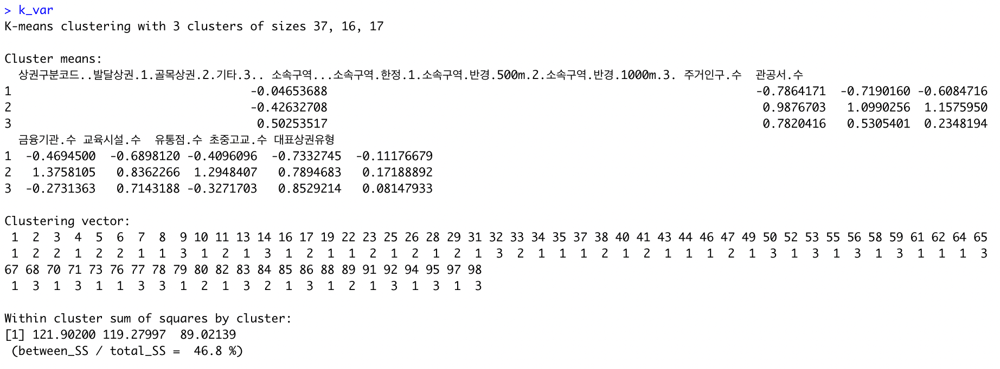 > k_var
K-means clustering with 3 clusters of sizes 37, 16, 17
Cluster means:
상권구분코드..발달상권.1.골목상권.2.기타.3.. 소속구역...소속구역.한정.1.소속구역.반경.500m.2.소속구역.반경.1000m.3. 주거인구.수 관공서.수
1 -0.04653688 -0.7864171 -0.7190160 -0.6084716
2 -0.42632708 0.9876703 1.0990256 1.1575950
3 0.50253517 0.7820416 0.5305401 0.2348194
금융기관.수 교육시설.수 유통점.수 초중고교.수 대표상권유형
1 -0.4694500 -0.6898120 -0.4096096 -0.7332745 -0.11176679
2 1.3758105 0.8362266 1.2948407 0.7894683 0.17188892
3 -0.2731363 0.7143188 -0.3271703 0.8529214 0.08147933
Clustering vector:
1 2 3 4 5 6 7 8 9 10 11 13 14 16 17 19 22 23 25 26 28 29 31 32 33 34 35 37 38 40 41 43 44 46 47 49 50 52 53 55 56 58 59 61 62 64 65
1 2 2 1 2 2 1 1 3 1 2 1 3 1 2 1 1 2 1 2 1 2 1 3 2 1 1 1 2 1 2 1 1 1 2 1 3 1 3 1 3 1 3 1 1 1 3
67 68 70 71 73 76 77 78 79 80 82 83 84 85 86 88 89 91 92 94 95 97 98
1 3 1 3 1 1 3 3 1 2 1 3 2 1 3 1 2 1 3 1 3 1 3
Within cluster sum of squares by cluster:
[1] 121.90200 119.27997 89.02139
(between_SS / total_SS = 46.8 %)